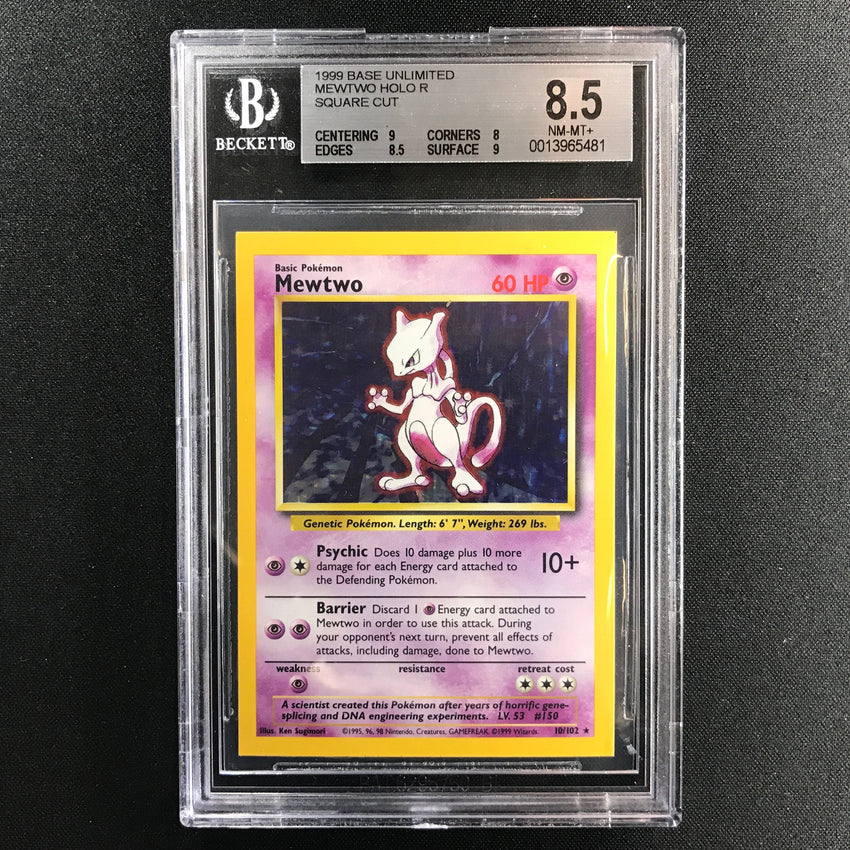 1999 BASE UNLIMITED
MEWTWO HOLO R
SQUARE CUT
CENTERING 9 CORNERS 8
EDGES 8.5 SURFACE 9
B
BECKETT®
8.5
NM-MT+
0013965481
Basic Pokémon
Mewtwo 60 HP
Genetic Pokémon. Length: 6' 7", Weight: 269 lbs.
Psychic Does 10 damage plus 10 more
damage for each Energy card attached to
the Defending Pokémon.
10+
Barrier Discard 1 Energy card attached to
Mewtwo in order to use this attack. During
your opponent's next turn, prevent all effects of
attacks, including damage, done to Mewtwo.
weakness resistance retreat cost
A scientist created this Pokémon after years of horrific gene-
splicing and DNA engineering experiments. LV. 53 #150
Illus. Ken Sugimori ©1995, 96, 98 Nintendo, Creatures, GAMEFREAK. ©1999 Wizards. 10/102 ★